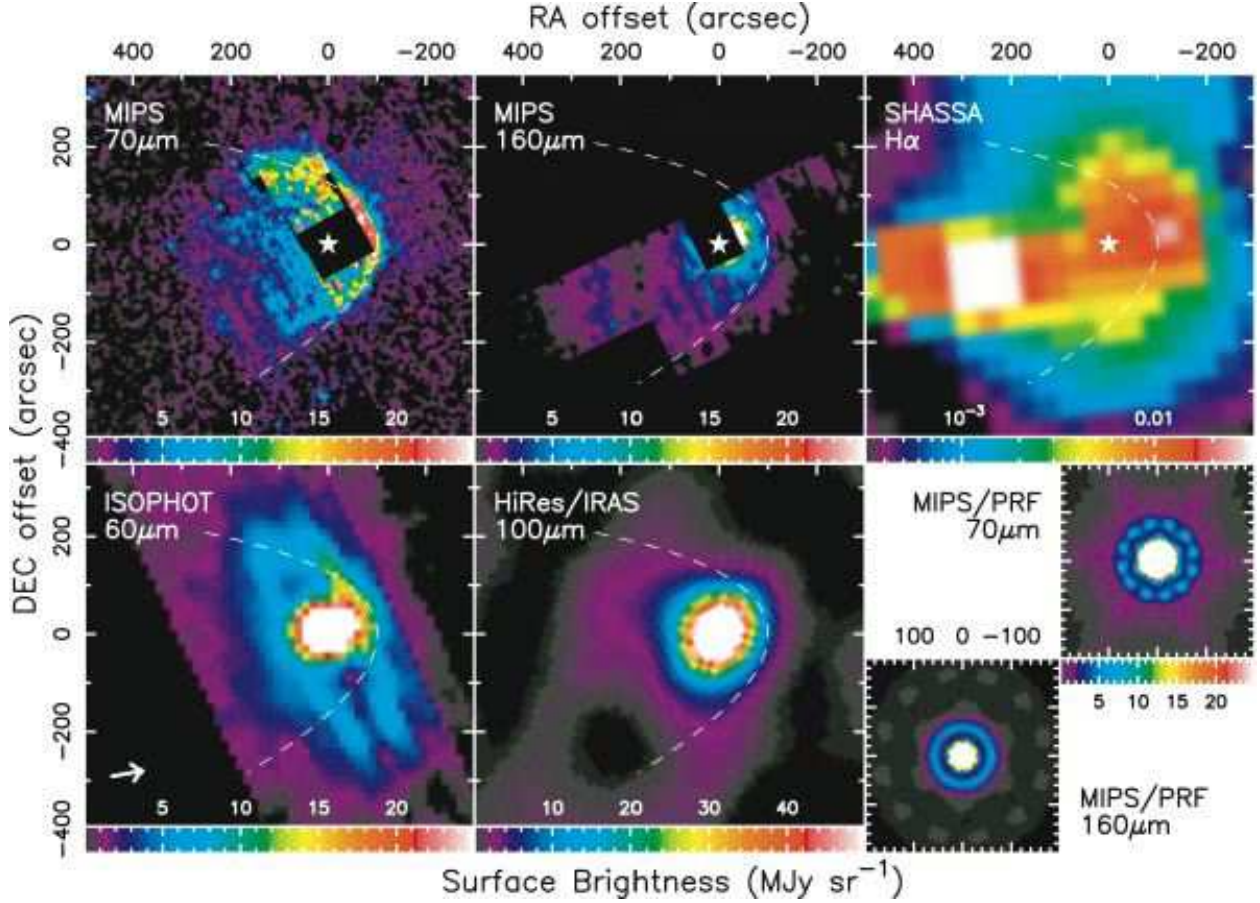 RA offset (arcsec)
400 200 0 -200 400 200 0 -200 400 200 0 -200
DEC offset (arcsec)
200
0
-200
-400
MIPS
70μm
5 10 15 20
MIPS
160μm
5 10 15 20
SHASSA
Hα
10⁻³ 0.01
200
0
-200
-400
ISOPHOT
60μm
5 10 15 20
HiRes/IRAS
100μm
10 20 30 40
MIPS/PRF
70μm
100 0 -100
5 10 15 20
MIPS/PRF
160μm
Surface Brightness (MJy sr⁻¹)